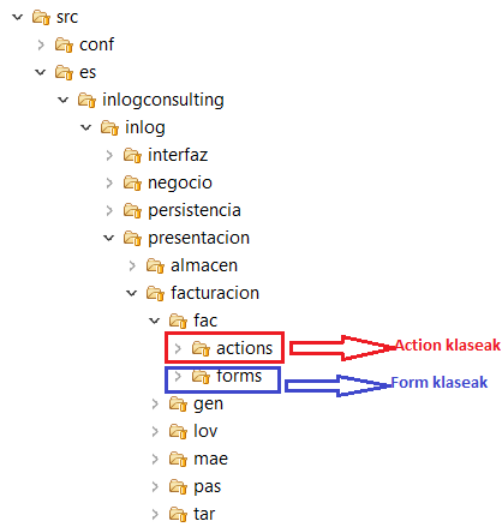 src
conf
es
inlogconsulting
inlog
interfaz
negocio
persistencia
presentacion
almacen
facturacion
fac
actions Action klaseak
forms Form klaseak
gen
lov
mae
pas
tar